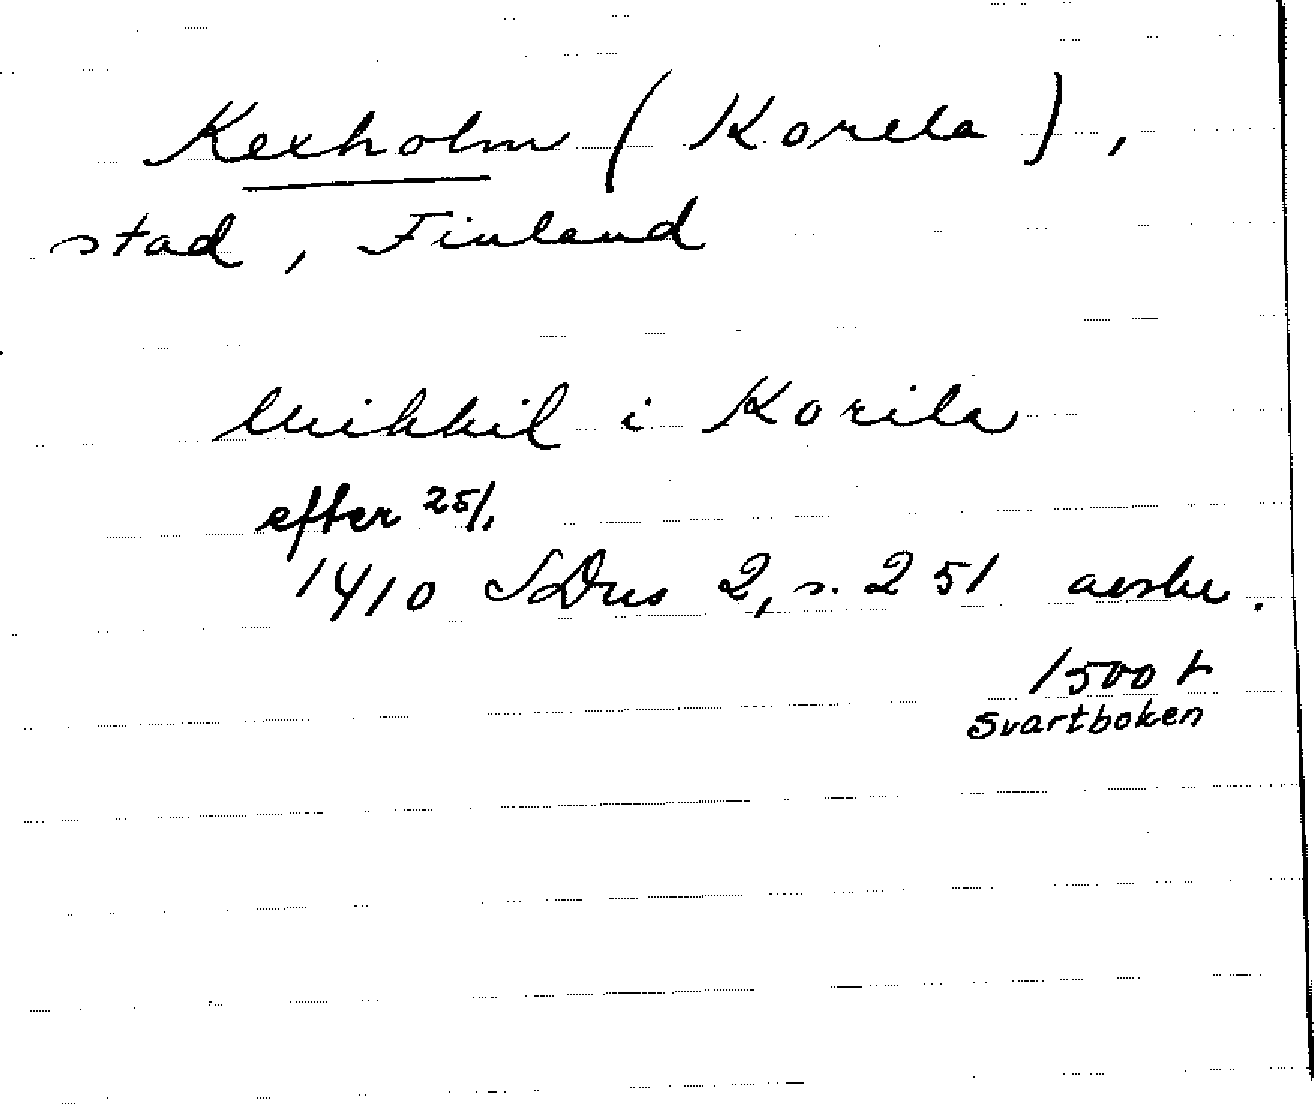 Kexholm (Korela),
stad, Finland
Mikkil i Korila
efter 25/1
1410 SDns 2, s. 251 avskr.
1500 t
Svartboken